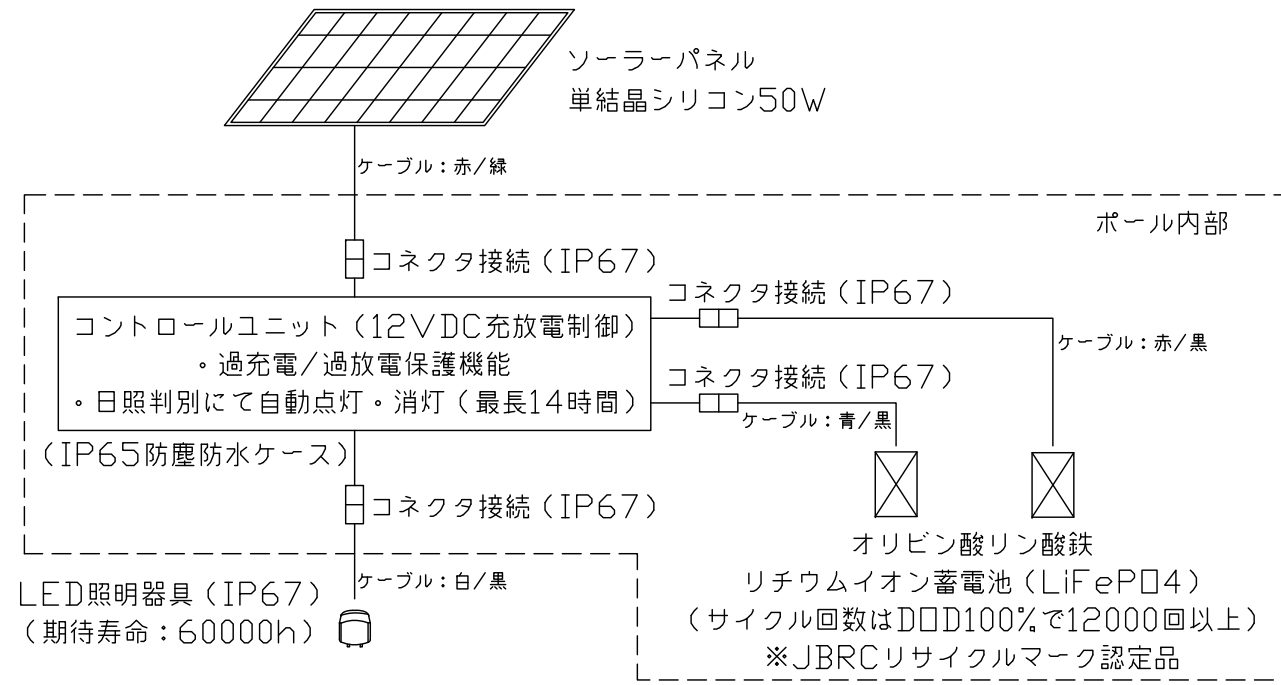 ソーラーパネル
単結晶シリコン50W
ケーブル：赤/緑
ポール内部
コネクタ接続（IP67）
コネクタ接続（IP67）
コントロールユニット（12VDC充放電制御）
・過充電/過放電保護機能
・日照判別にて自動点灯・消灯（最長14時間）
ケーブル：赤/黒
コネクタ接続（IP67）
ケーブル：青/黒
（IP65防塵防水ケース）
コネクタ接続（IP67）
オリビン酸リン酸鉄
リチウムイオン蓄電池（LiFePO4）
（サイクル回数はDOD100%で12000回以上）
※JBRCリサイクルマーク認定品
ケーブル：白/黒
LED照明器具（IP67）
（期待寿命：60000h）